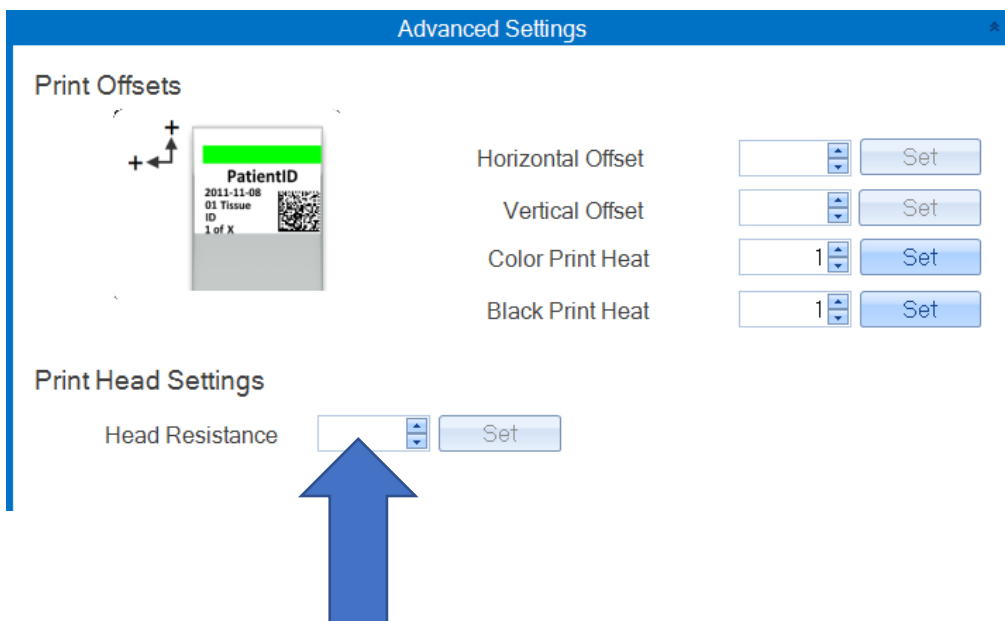 Advanced Settings
Print Offsets
+
+
PatientID
2011-11-08
01 Tissue
ID
1 of X
Horizontal Offset Set
Vertical Offset Set
Color Print Heat 1 Set
Black Print Heat 1 Set
Print Head Settings
Head Resistance Set